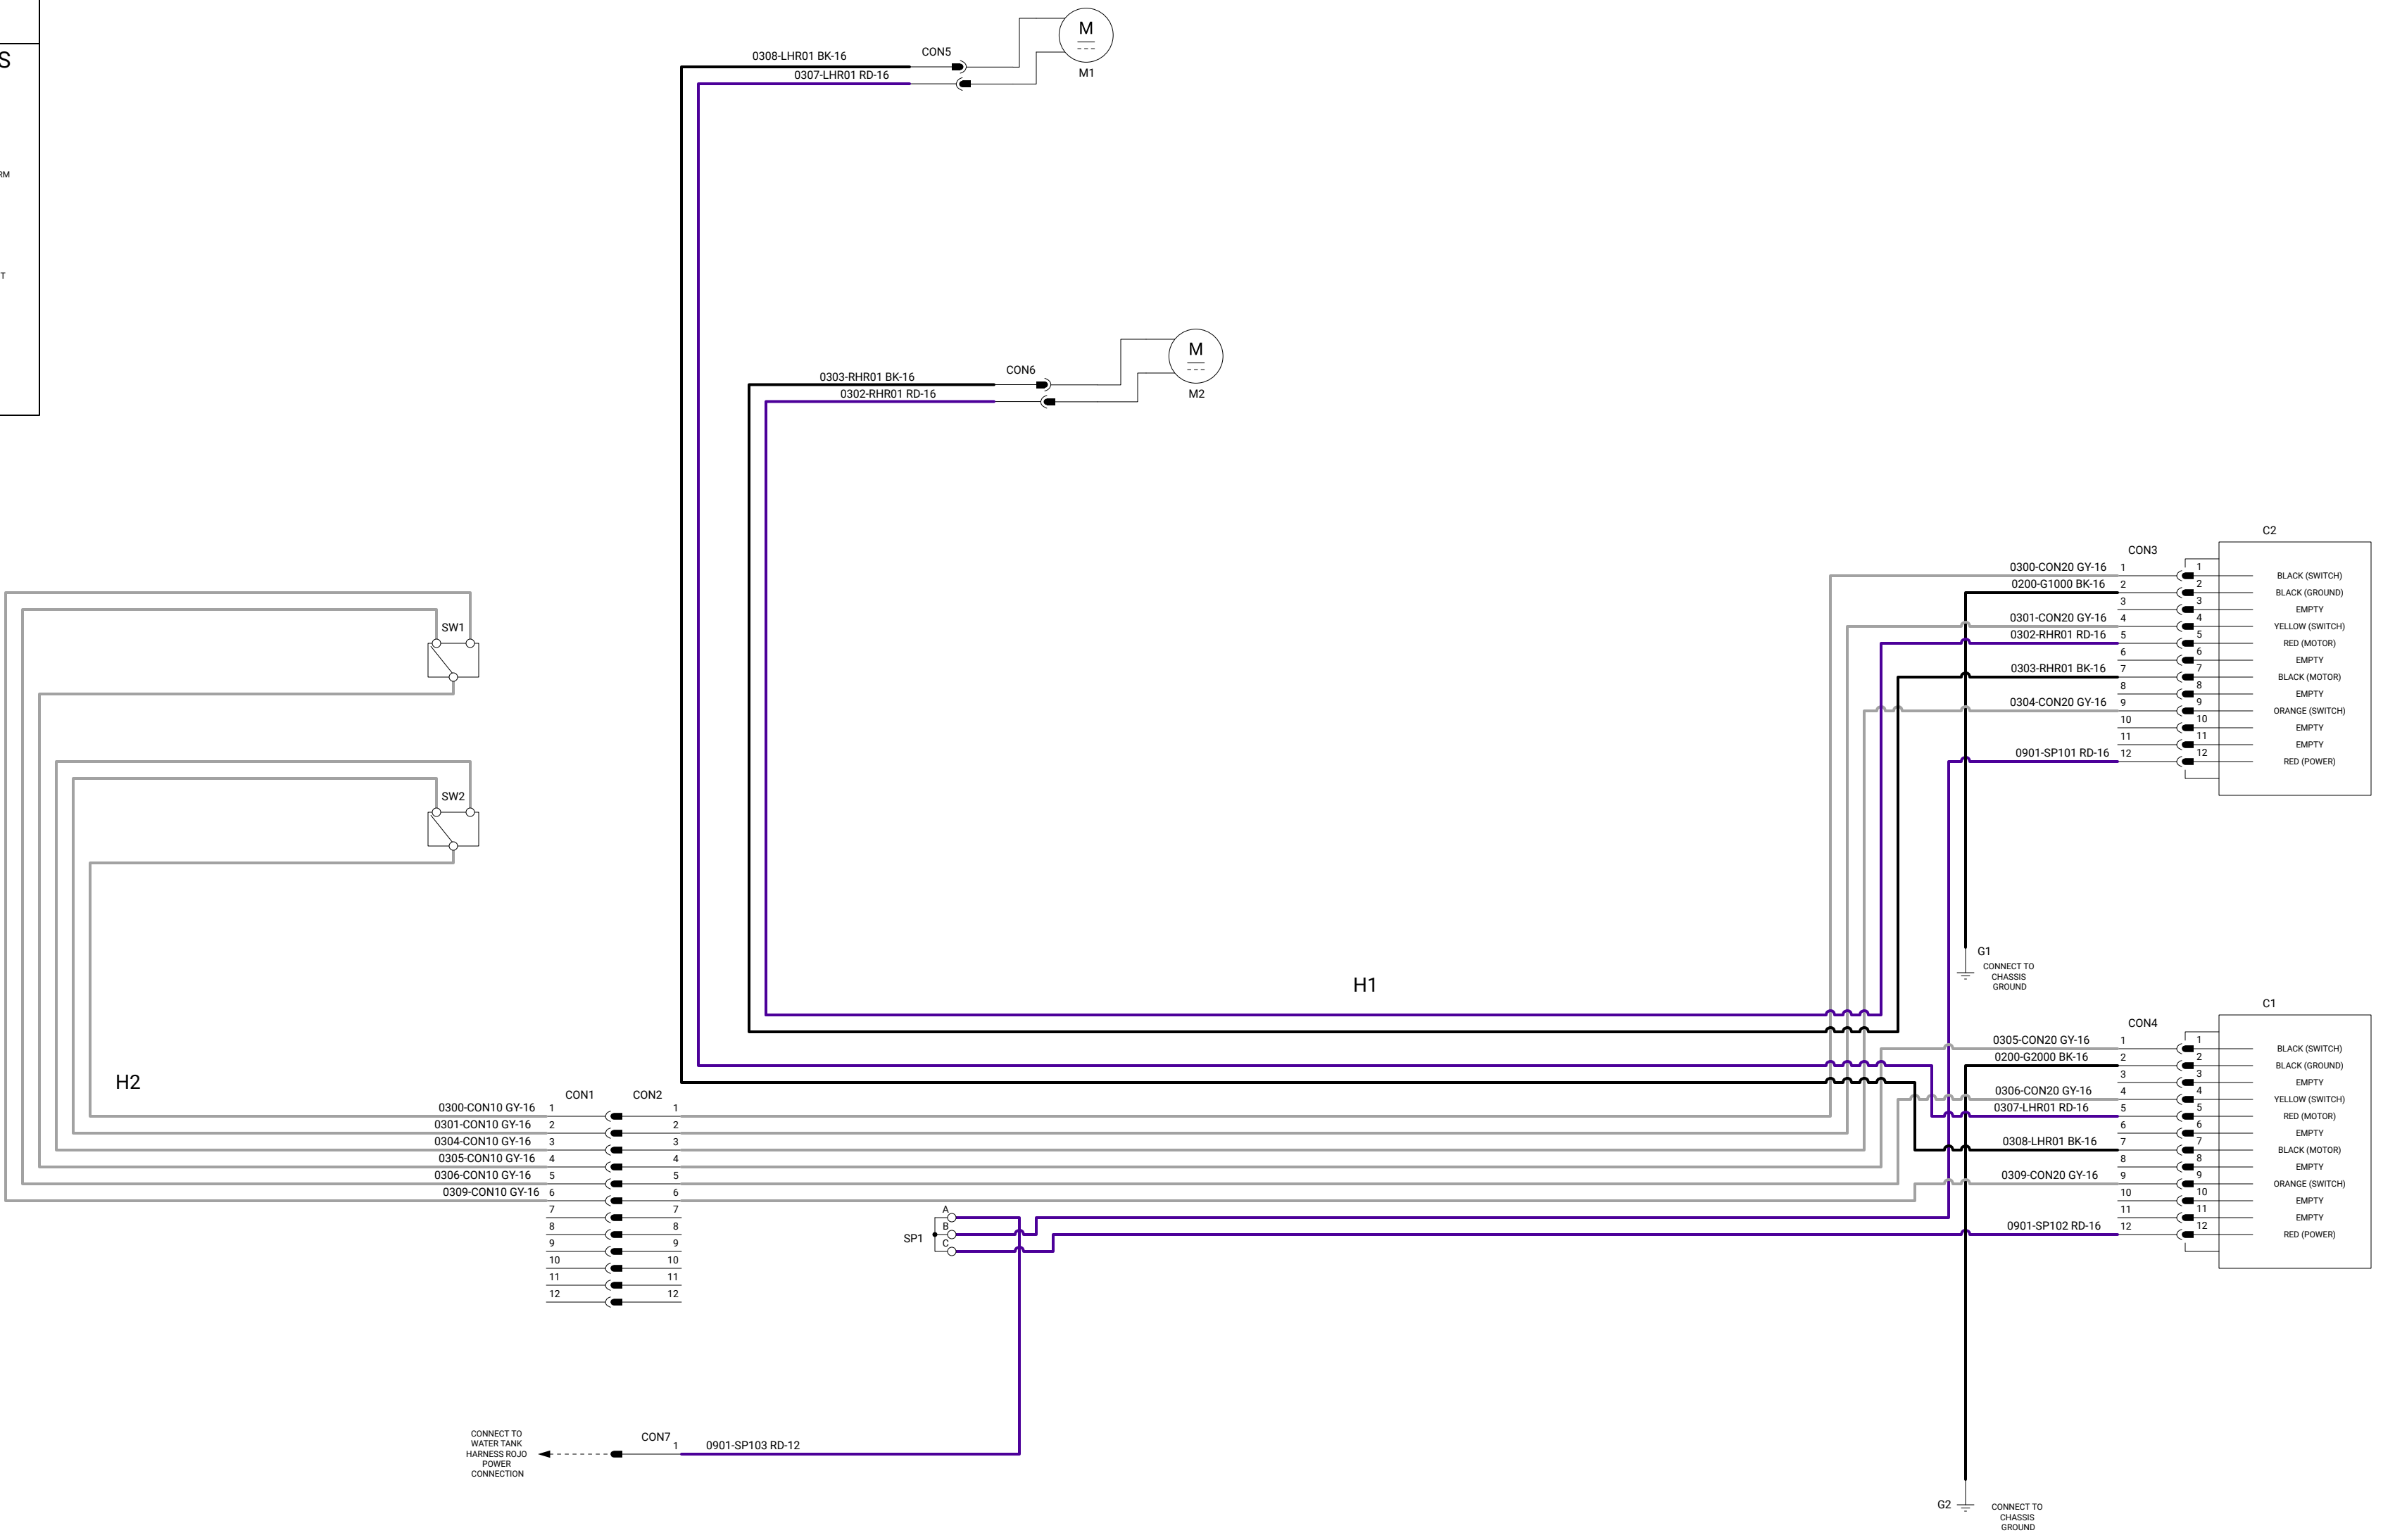 S
RM
T
0308-LHR01 BK-16
CON5
0307-LHR01 RD-16
M
M1
0303-RHR01 BK-16
CON6
0302-RHR01 RD-16
M
M2
SW1
SW2
C2
CON3
0300-CON20 GY-16 1 1 BLACK (SWITCH)
0200-G1000 BK-16 2 2 BLACK (GROUND)
3 3 EMPTY
0301-CON20 GY-16 4 4 YELLOW (SWITCH)
0302-RHR01 RD-16 5 5 RED (MOTOR)
6 6 EMPTY
0303-RHR01 BK-16 7 7 BLACK (MOTOR)
8 8 EMPTY
0304-CON20 GY-16 9 9 ORANGE (SWITCH)
10 10 EMPTY
11 11 EMPTY
0901-SP101 RD-16 12 12 RED (POWER)
G1
CONNECT TO
CHASSIS
GROUND
H1
H2
C1
CON4
0305-CON20 GY-16 1 1 BLACK (SWITCH)
0200-G2000 BK-16 2 2 BLACK (GROUND)
3 3 EMPTY
0306-CON20 GY-16 4 4 YELLOW (SWITCH)
0307-LHR01 RD-16 5 5 RED (MOTOR)
6 6 EMPTY
0308-LHR01 BK-16 7 7 BLACK (MOTOR)
8 8 EMPTY
0309-CON20 GY-16 9 9 ORANGE (SWITCH)
10 10 EMPTY
11 11 EMPTY
0901-SP102 RD-16 12 12 RED (POWER)
CON1 CON2
0300-CON10 GY-16 1 1
0301-CON10 GY-16 2 2
0304-CON10 GY-16 3 3
0305-CON10 GY-16 4 4
0306-CON10 GY-16 5 5
0309-CON10 GY-16 6 6
7 7
8 8
9 9
10 10
11 11
12 12
A
B
SP1
C
CONNECT TO
WATER TANK
HARNESS ROJO
POWER
CONNECTION
CON7
1
0901-SP103 RD-12
G2
CONNECT TO
CHASSIS
GROUND